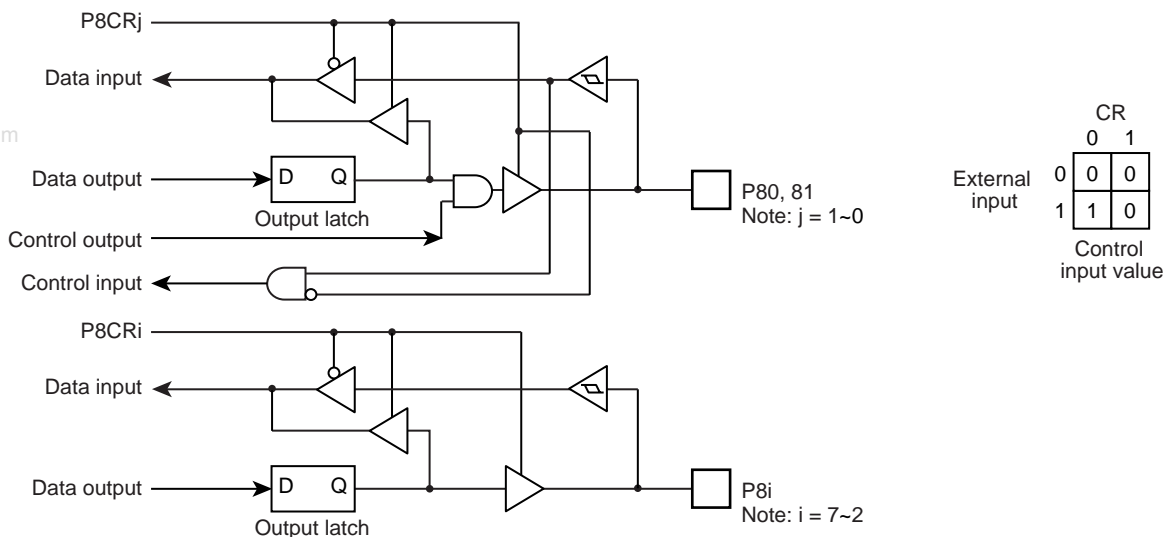 P8CRj
Data input
m
Data output
D Q
Output latch
Control output
Control input
P80, 81
Note: j = 1~0
CR
0 1
External
input
0 0 0
1 1 0
Control
input value
P8CRi
Data input
Data output
D Q
Output latch
P8i
Note: i = 7~2